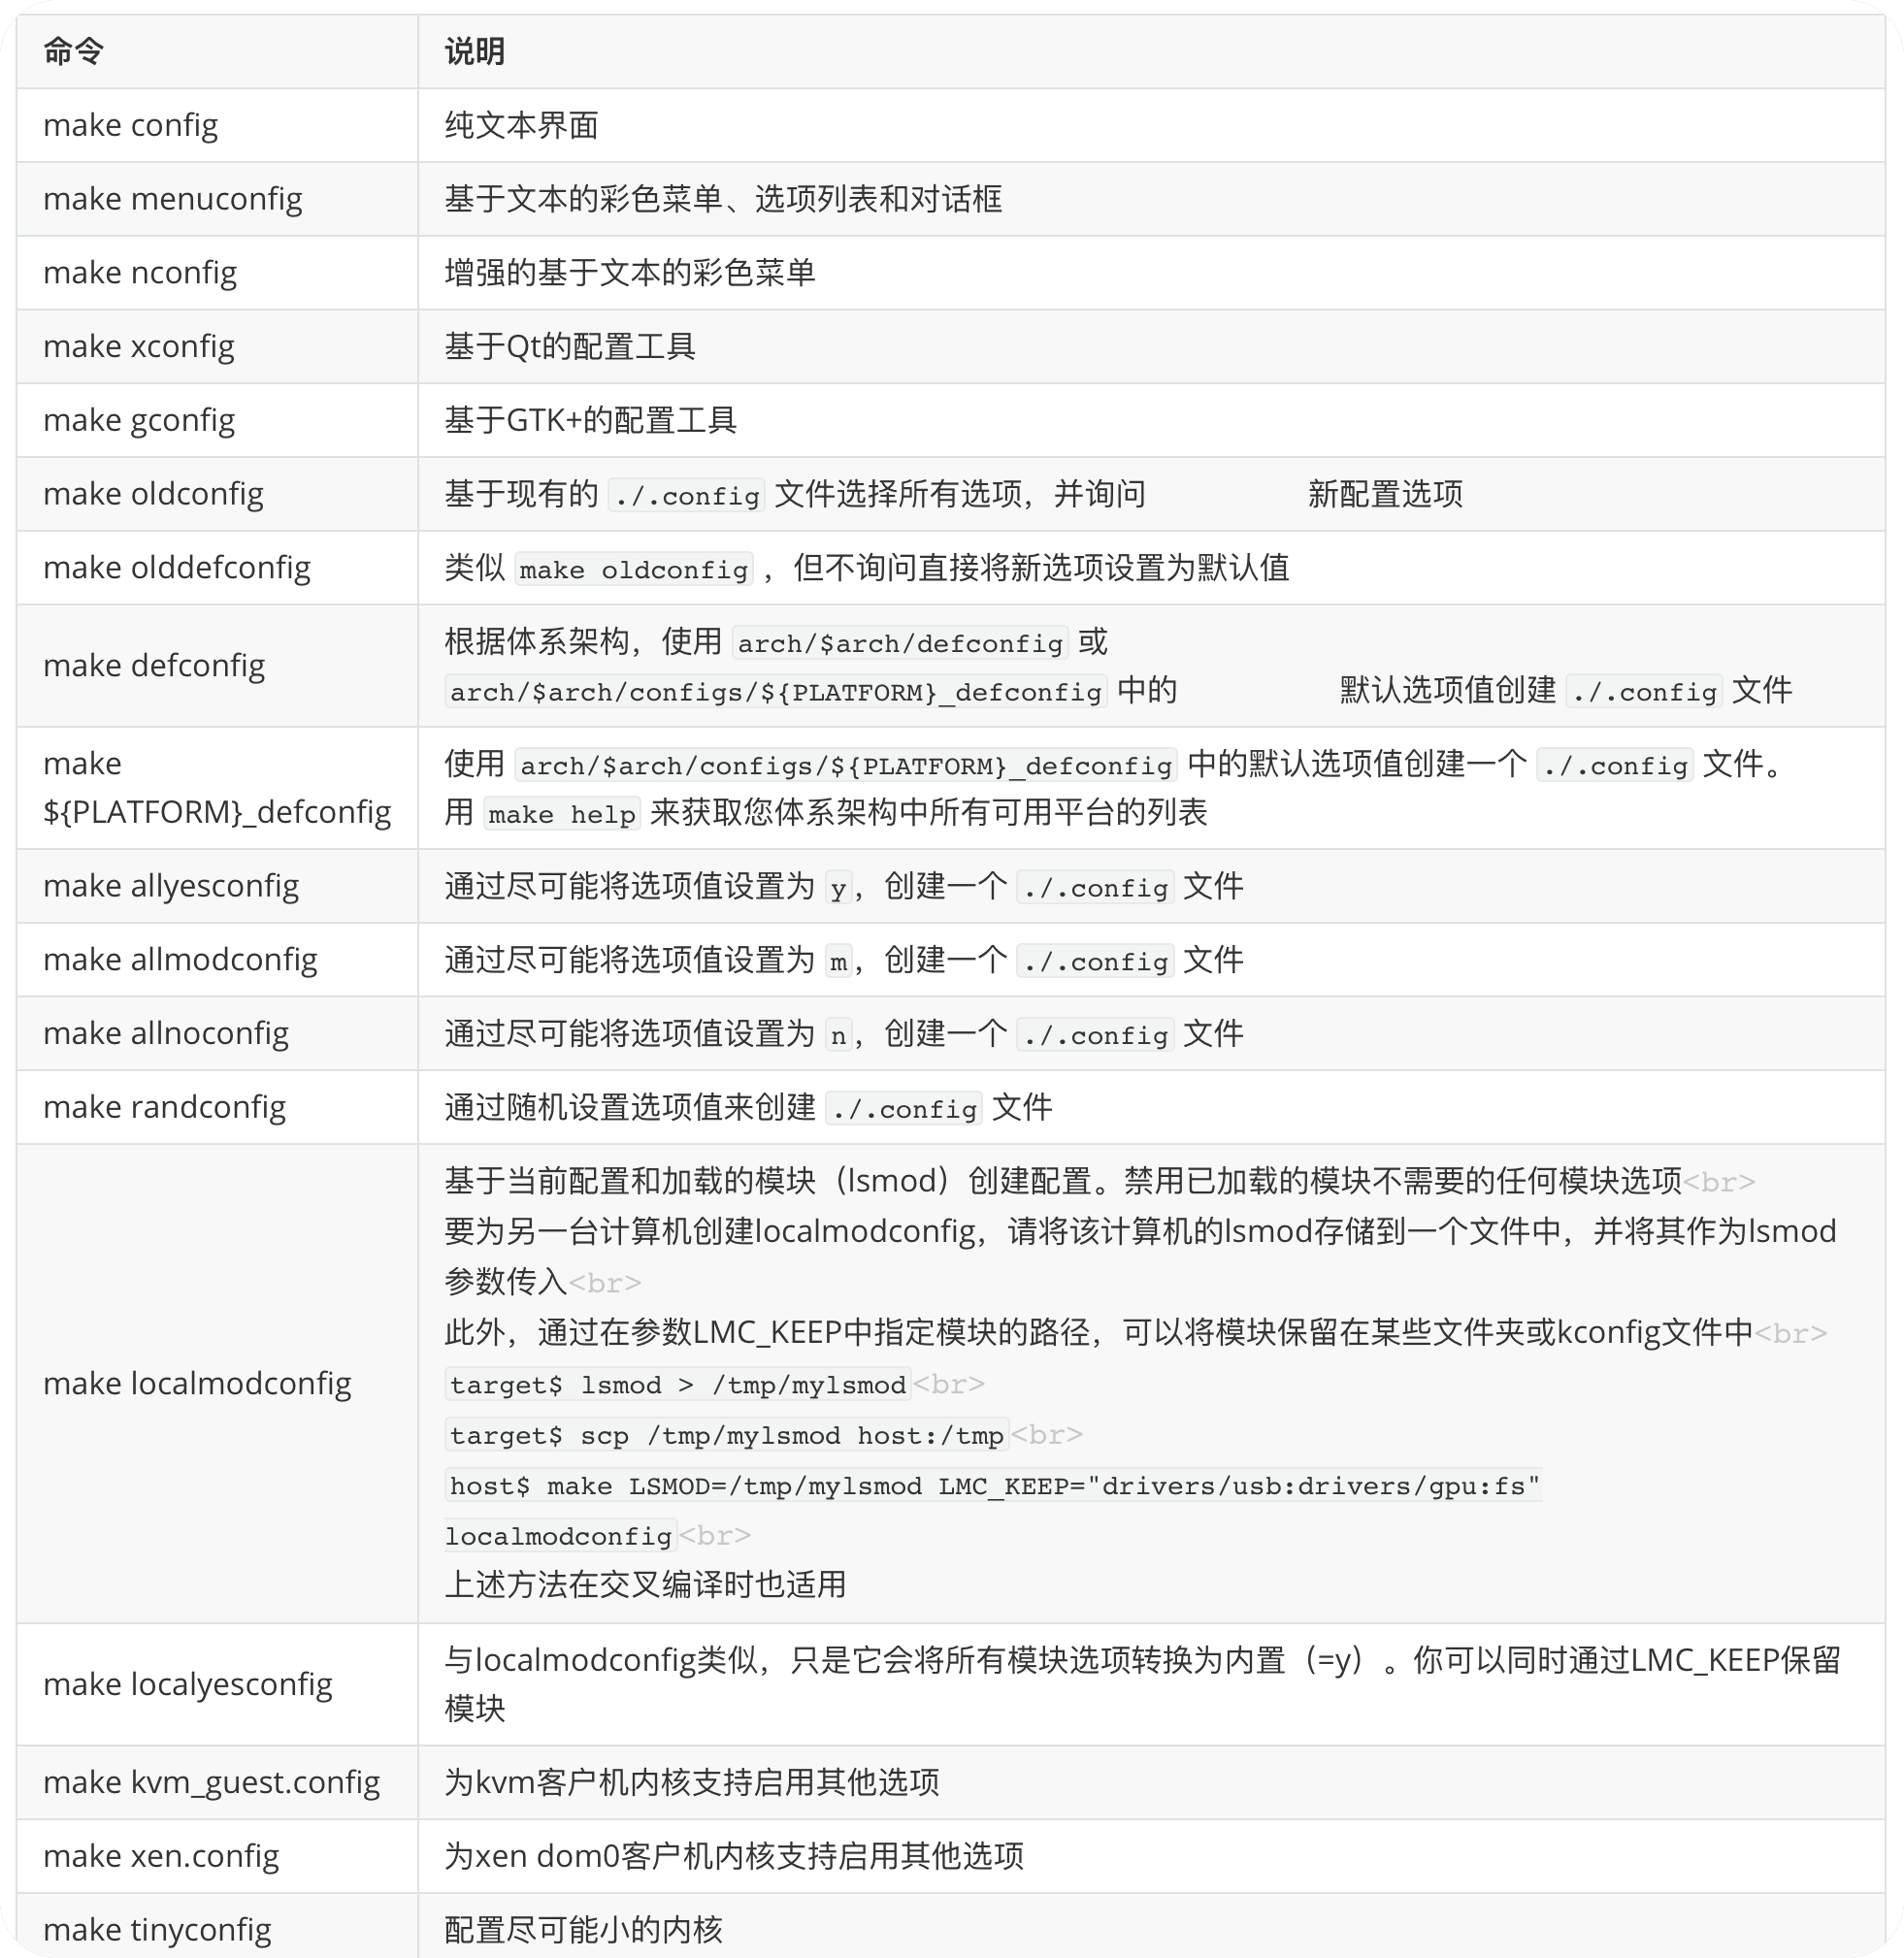 命令 说明
make config 纯文本界面
make menuconfig 基于文本的彩色菜单、选项列表和对话框
make nconfig 增强的基于文本的彩色菜单
make xconfig 基于Qt的配置工具
make gconfig 基于GTK+的配置工具
make oldconfig 基于现有的 ./.config 文件选择所有选项，并询问 新配置选项
make olddefconfig 类似 make oldconfig ，但不询问直接将新选项设置为默认值
make defconfig 根据体系架构，使用 arch/$arch/defconfig 或
arch/$arch/configs/${PLATFORM}_defconfig 中的 默认选项值创建 ./.config 文件
make 使用 arch/$arch/configs/${PLATFORM}_defconfig 中的默认选项值创建一个 ./.config 文件。
${PLATFORM}_defconfig 用 make help 来获取您体系架构中所有可用平台的列表
make allyesconfig 通过尽可能将选项值设置为 y，创建一个 ./.config 文件
make allmodconfig 通过尽可能将选项值设置为 m，创建一个 ./.config 文件
make allnoconfig 通过尽可能将选项值设置为 n，创建一个 ./.config 文件
make randconfig 通过随机设置选项值来创建 ./.config 文件
make localmodconfig 基于当前配置和加载的模块（lsmod）创建配置。禁用已加载的模块不需要的任何模块选项<br>
要为另一台计算机创建localmodconfig，请将该计算机的lsmod存储到一个文件中，并将其作为lsmod
参数传入<br>
此外，通过在参数LMC_KEEP中指定模块的路径，可以将模块保留在某些文件夹或kconfig文件中<br>
target$ lsmod > /tmp/mylsmod<br>
target$ scp /tmp/mylsmod host:/tmp<br>
host$ make LSMOD=/tmp/mylsmod LMC_KEEP="drivers/usb:drivers/gpu:fs"
localmodconfig<br>
上述方法在交叉编译时也适用
make localyesconfig 与localmodconfig类似，只是它会将所有模块选项转换为内置（=y）。你可以同时通过LMC_KEEP保留
模块
make kvm_guest.config 为kvm客户机内核支持启用其他选项
make xen.config 为xen dom0客户机内核支持启用其他选项
make tinyconfig 配置尽可能小的内核